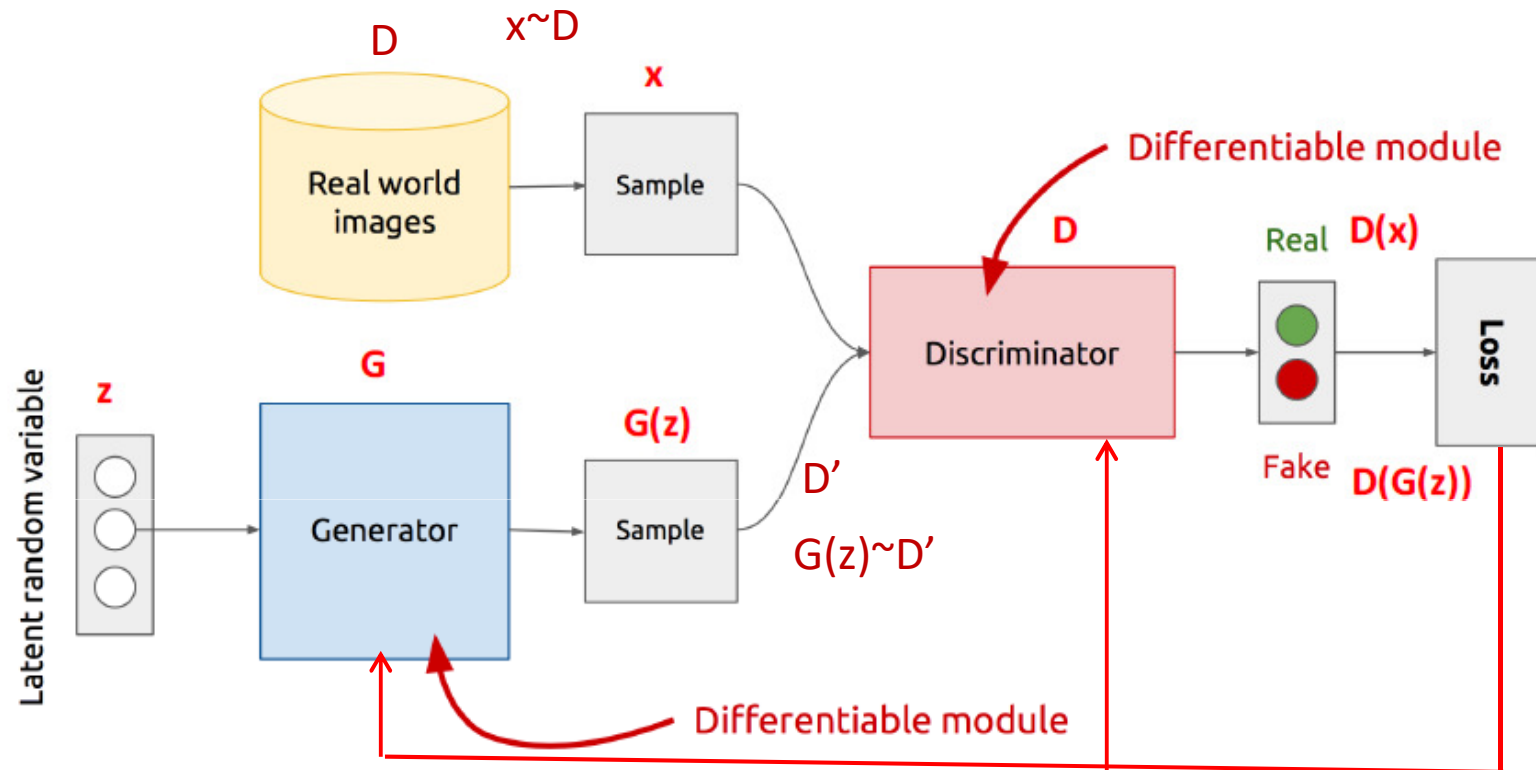 D
x~D
x
Real world
images
Sample
Differentiable module
D
Real
D(x)
Discriminator
Loss
Latent random variable
z
G
Generator
G(z)
Sample
D’
G(z)~D’
Fake
D(G(z))
Differentiable module